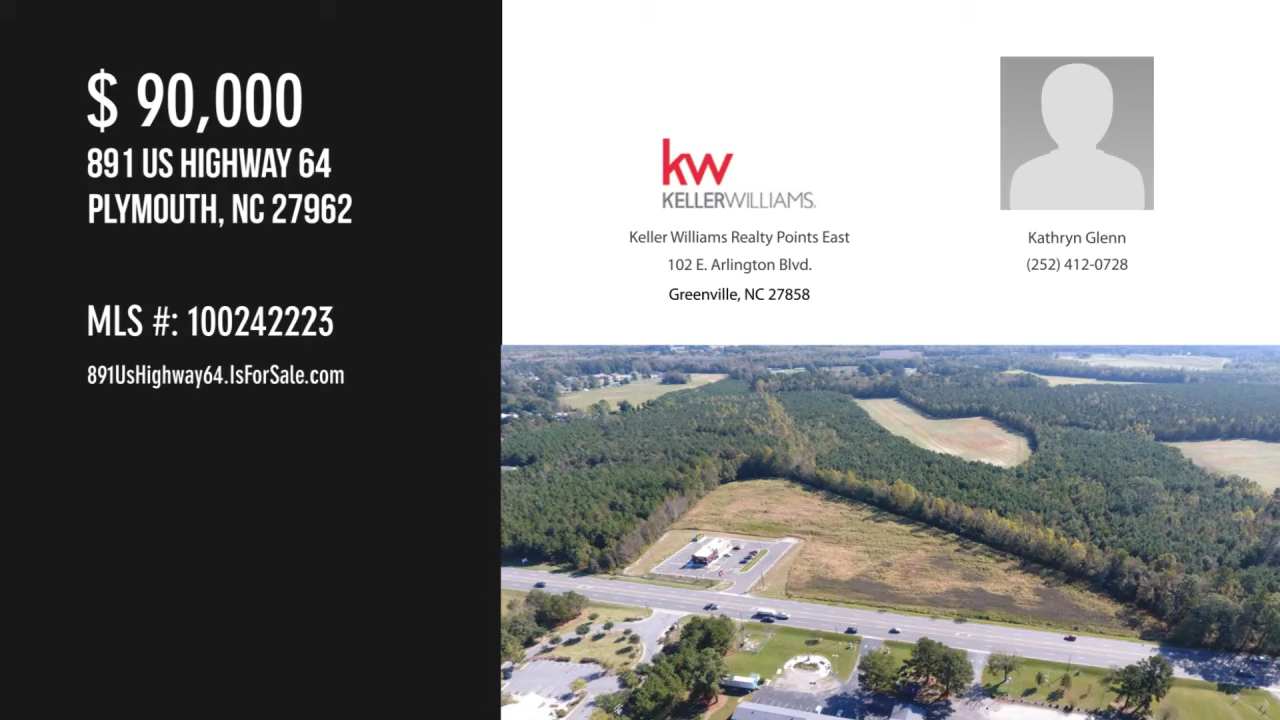 $ 90,000
891 US HIGHWAY 64
PLYMOUTH, NC 27962
MLS #: 100242223
891UsHighway64.IsForSale.com
kw
KELLERWILLIAMS.
Keller Williams Realty Points East
102 E. Arlington Blvd.
Greenville, NC 27858
Kathryn Glenn
(252) 412-0728